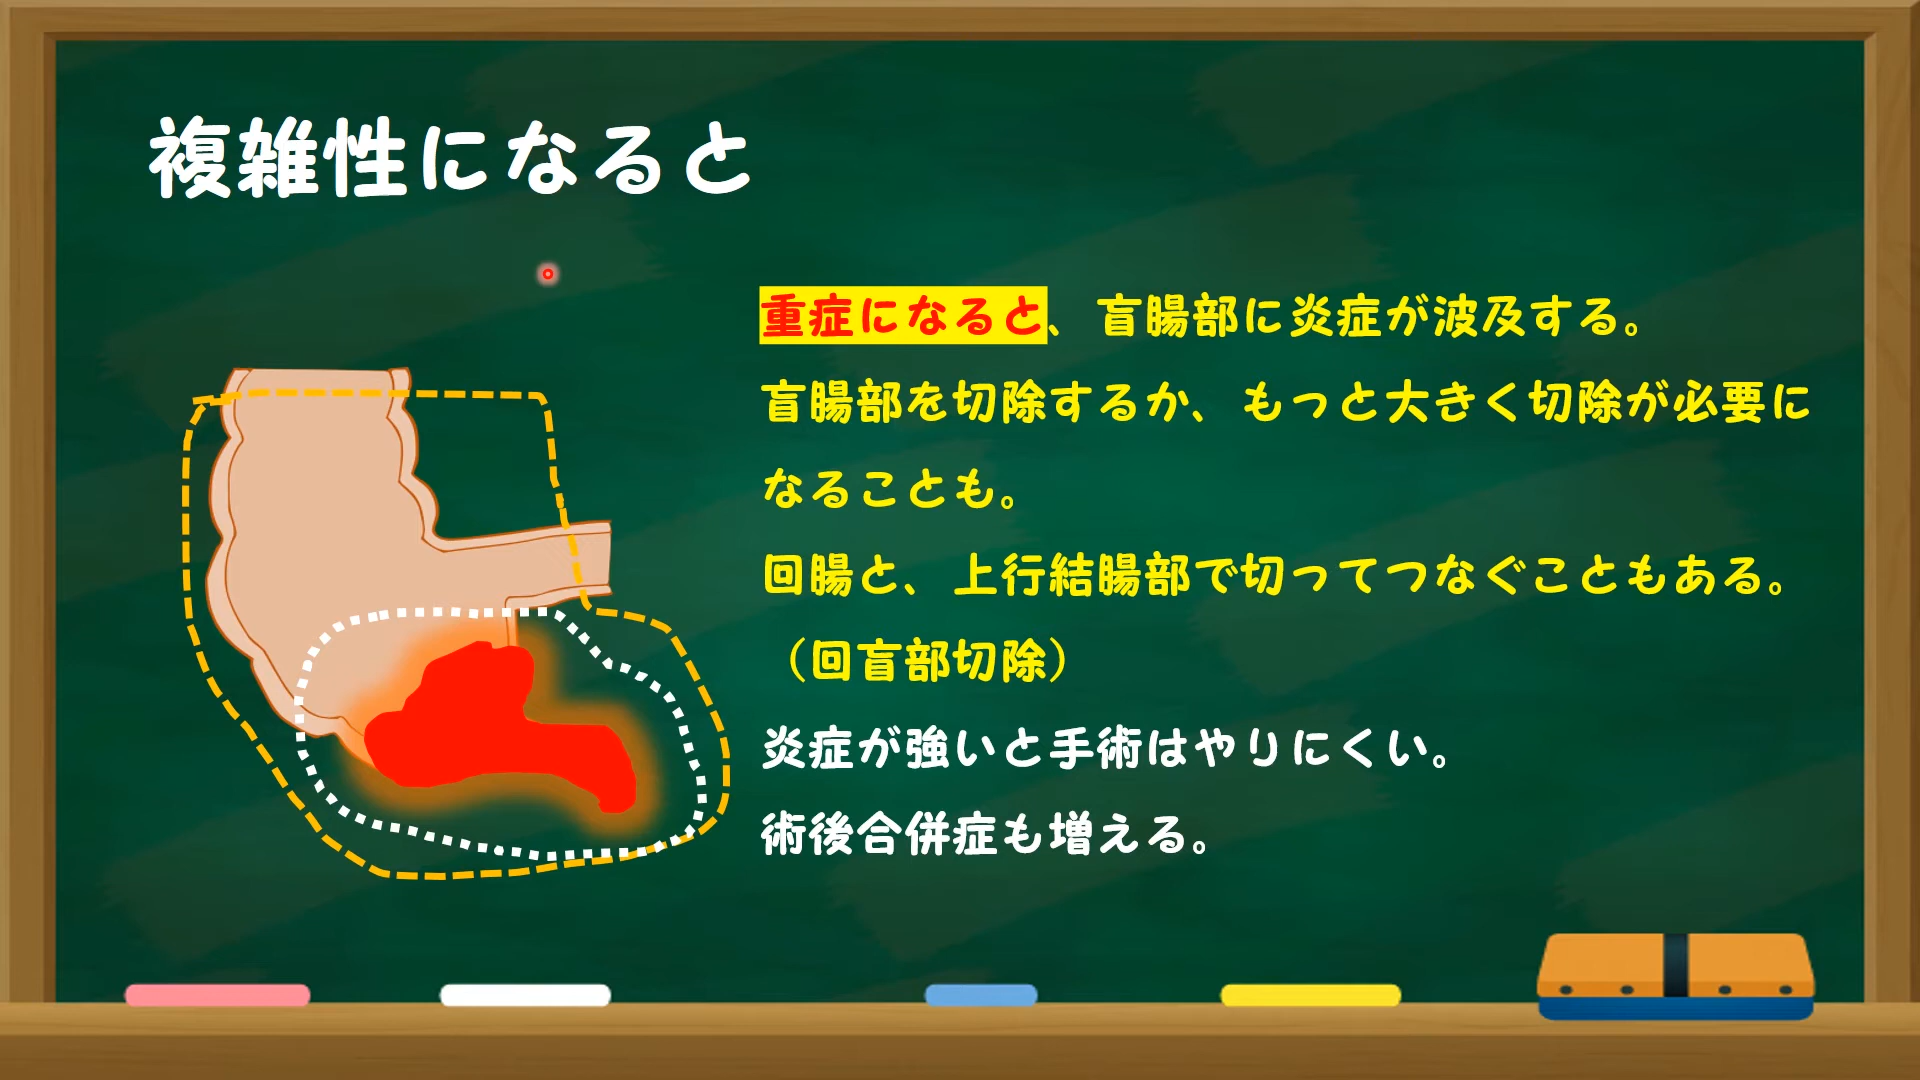 複雑性になると
重症になると、盲腸部に炎症が波及する。
盲腸部を切除するか、もっと大きく切除が必要に
なることも。
回腸と、上行結腸部で切ってつなぐこともある。
（回盲部切除）
炎症が強いと手術はやりにくい。
術後合併症も増える。